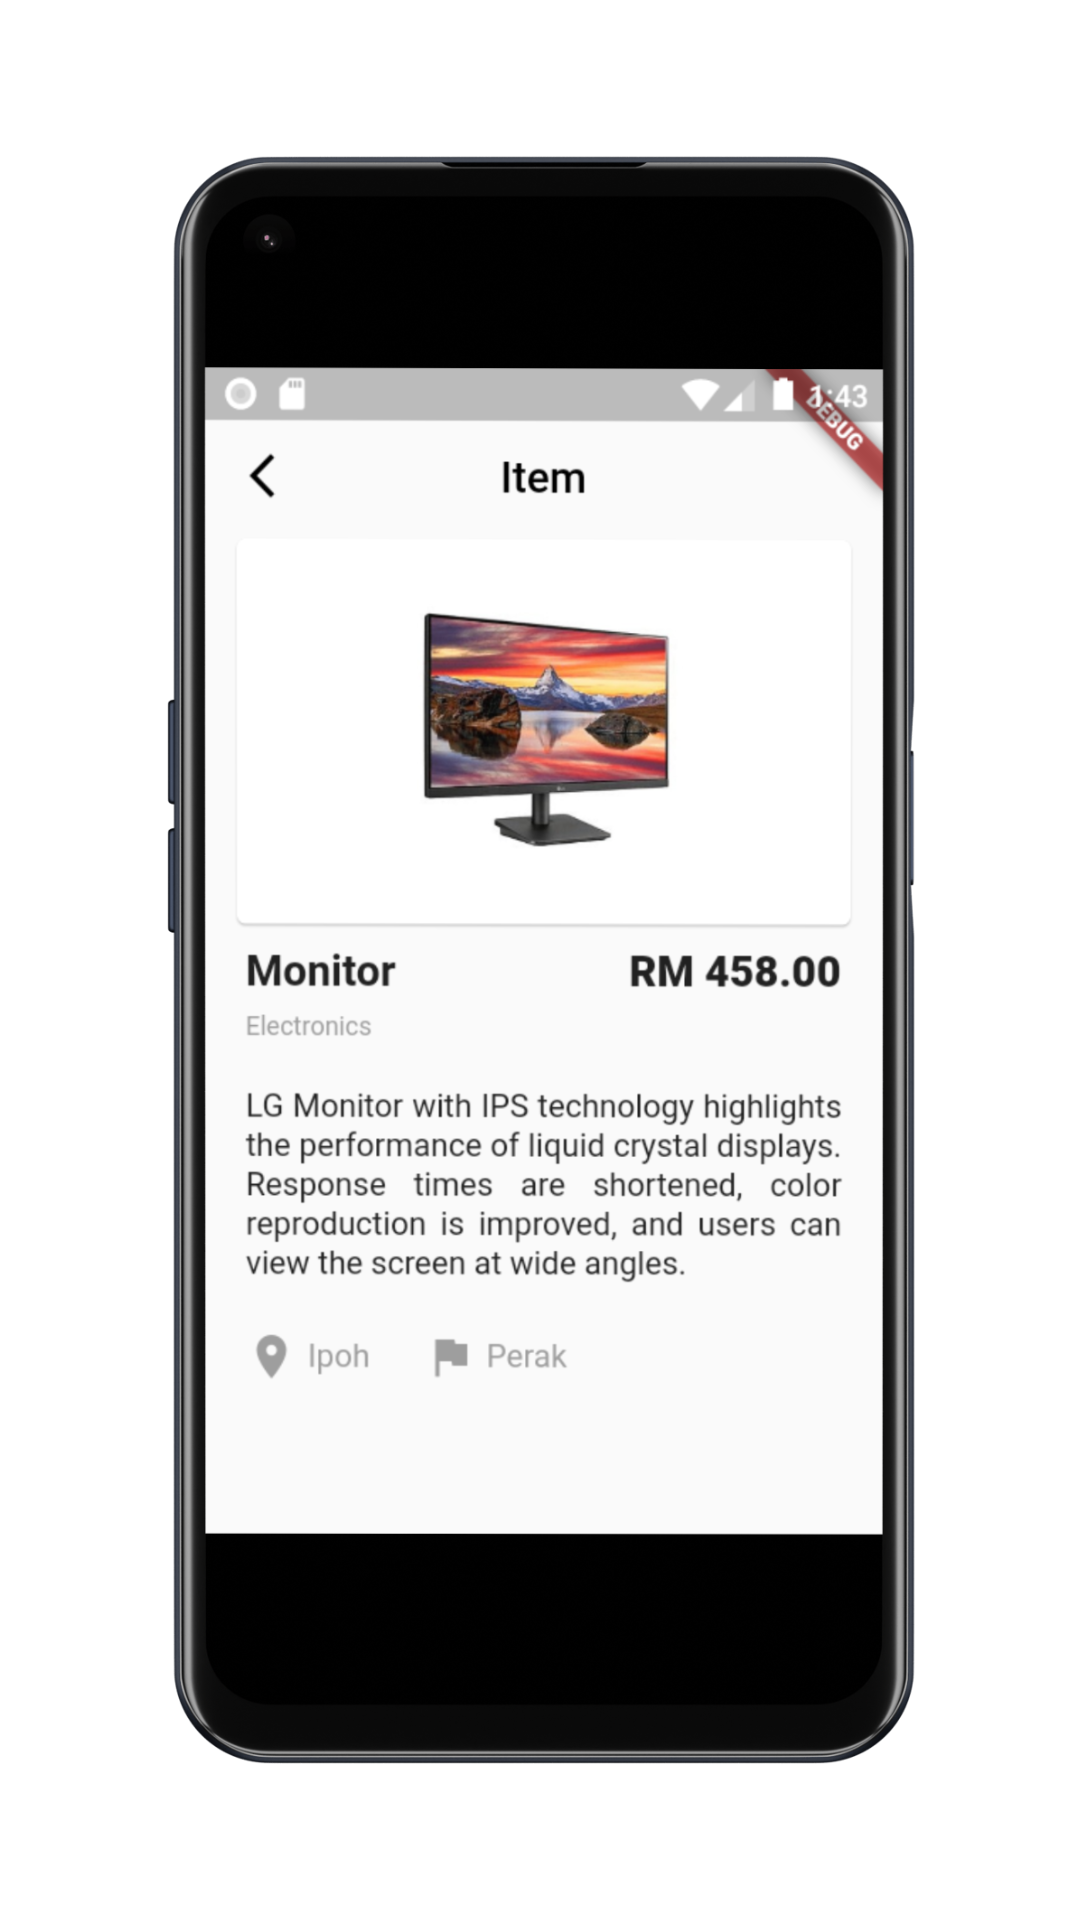 1:43
DEBUG
Item
Monitor RM 458.00
Electronics
LG Monitor with IPS technology highlights
the performance of liquid crystal displays.
Response times are shortened, color
reproduction is improved, and users can
view the screen at wide angles.
Ipoh Perak